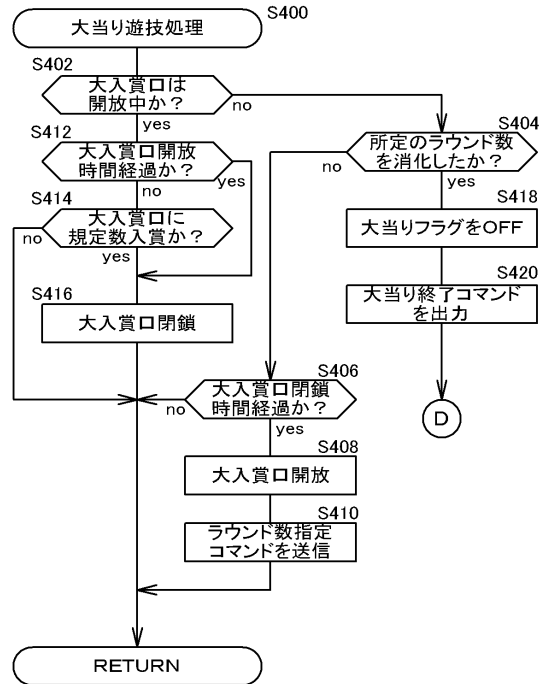 大当り遊技処理
S400
S402
大入賞口は
開放中か？
no
yes
S412
大入賞口開放
時間経過か？
yes
no
S414
大入賞口に
規定数入賞か？
no
yes
S416
大入賞口閉鎖
S404
所定のラウンド数
を消化したか？
no
yes
S418
大当りフラグをOFF
S420
大当り終了コマンド
を出力
D
S406
大入賞口閉鎖
時間経過か？
no
yes
S408
大入賞口開放
S410
ラウンド数指定
コマンドを送信
RETURN